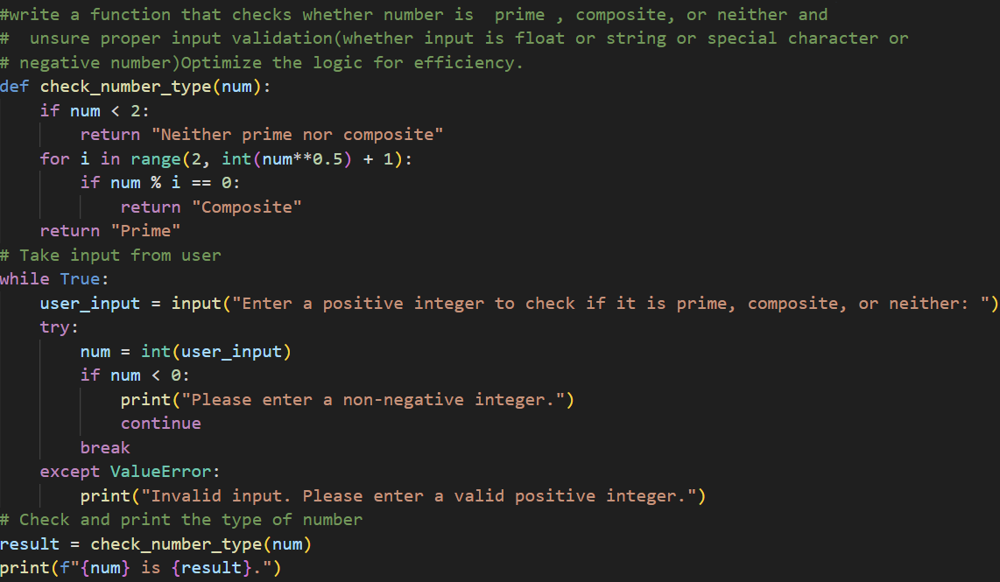 #write a function that checks whether number is  prime , composite, or neither and
#  unsure proper input validation(whether input is float or string or special character or
# negative number)Optimize the logic for efficiency.
def check_number_type(num):
    if num < 2:
        return "Neither prime nor composite"
    for i in range(2, int(num**0.5) + 1):
        if num % i == 0:
            return "Composite"
    return "Prime"
# Take input from user
while True:
    user_input = input("Enter a positive integer to check if it is prime, composite, or neither: ")
    try:
        num = int(user_input)
        if num < 0:
            print("Please enter a non-negative integer.")
            continue
        break
    except ValueError:
        print("Invalid input. Please enter a valid positive integer.")
# Check and print the type of number
result = check_number_type(num)
print(f"{num} is {result}.")